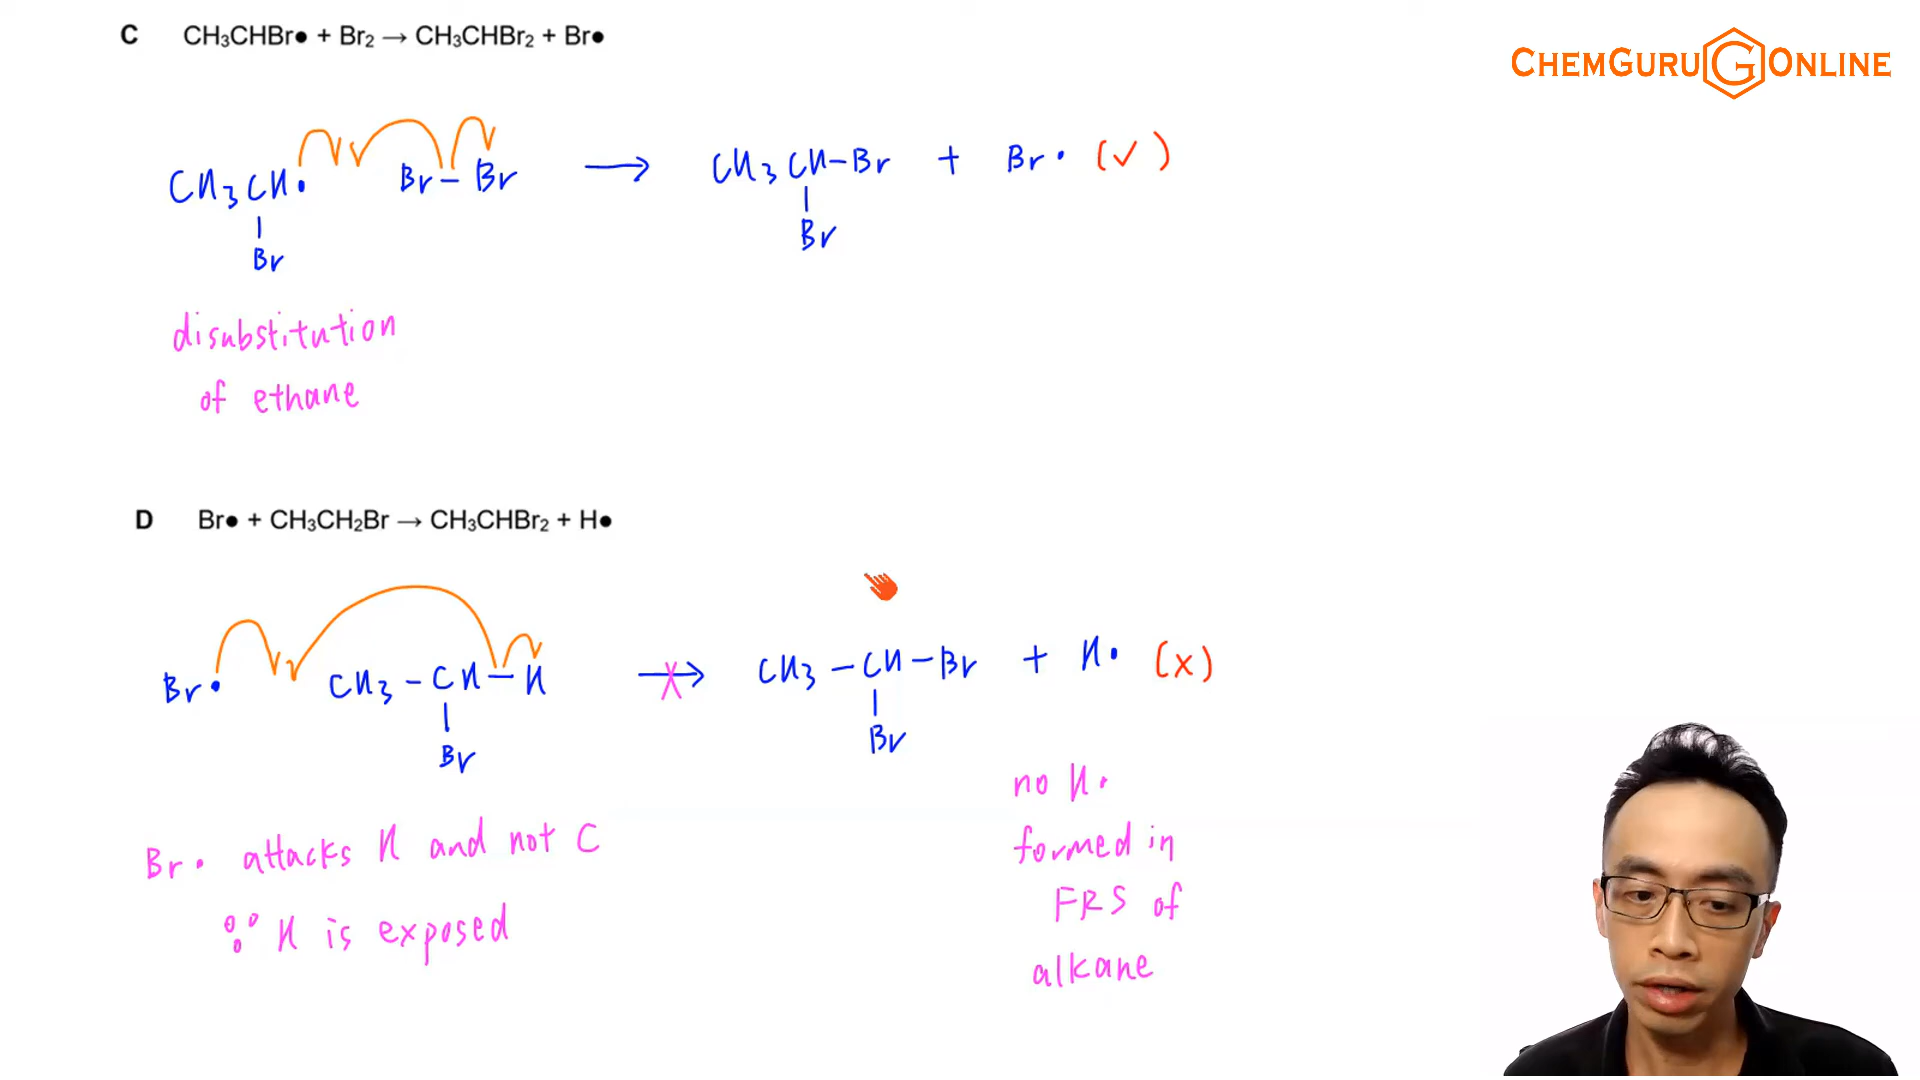 C CH₃CHBr● + Br₂ → CH₃CHBr₂ + Br●
CHEMGURU G ONLINE
CH₃CH• Br–Br → CH₃CH–Br + Br• (✓)
Br Br
disubstitution
of ethane
D Br● + CH₃CH₂Br → CH₃CHBr₂ + H●
Br• CH₃–CH–H → CH₃–CH–Br + H• (x)
Br Br
no H•
formed in
FRS of
alkane
Br• attacks H and not C
∵ H is exposed